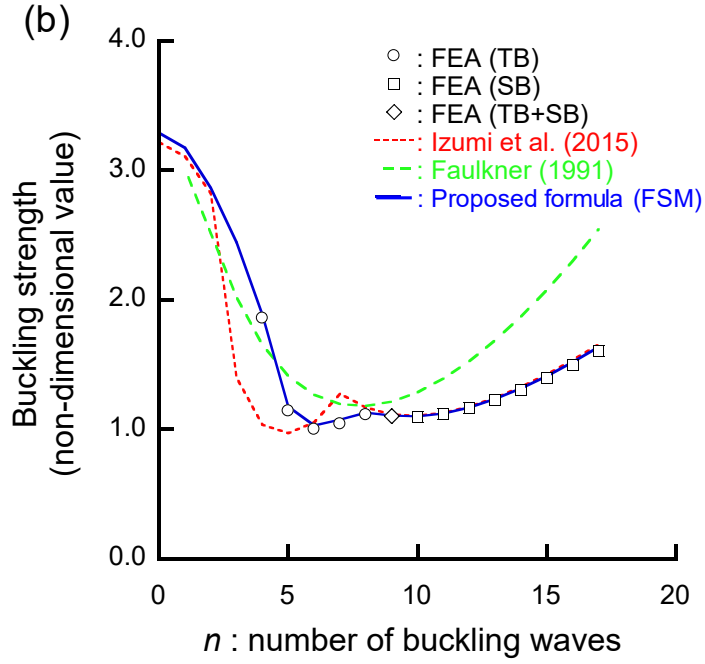 (b)
4.0
3.0
2.0
1.0
0.0
0
5
10
15
20
Buckling strength
(non-dimensional value)
n : number of buckling waves
: FEA (TB)
: FEA (SB)
: FEA (TB+SB)
: Izumi et al. (2015)
: Faulkner (1991)
: Proposed formula (FSM)